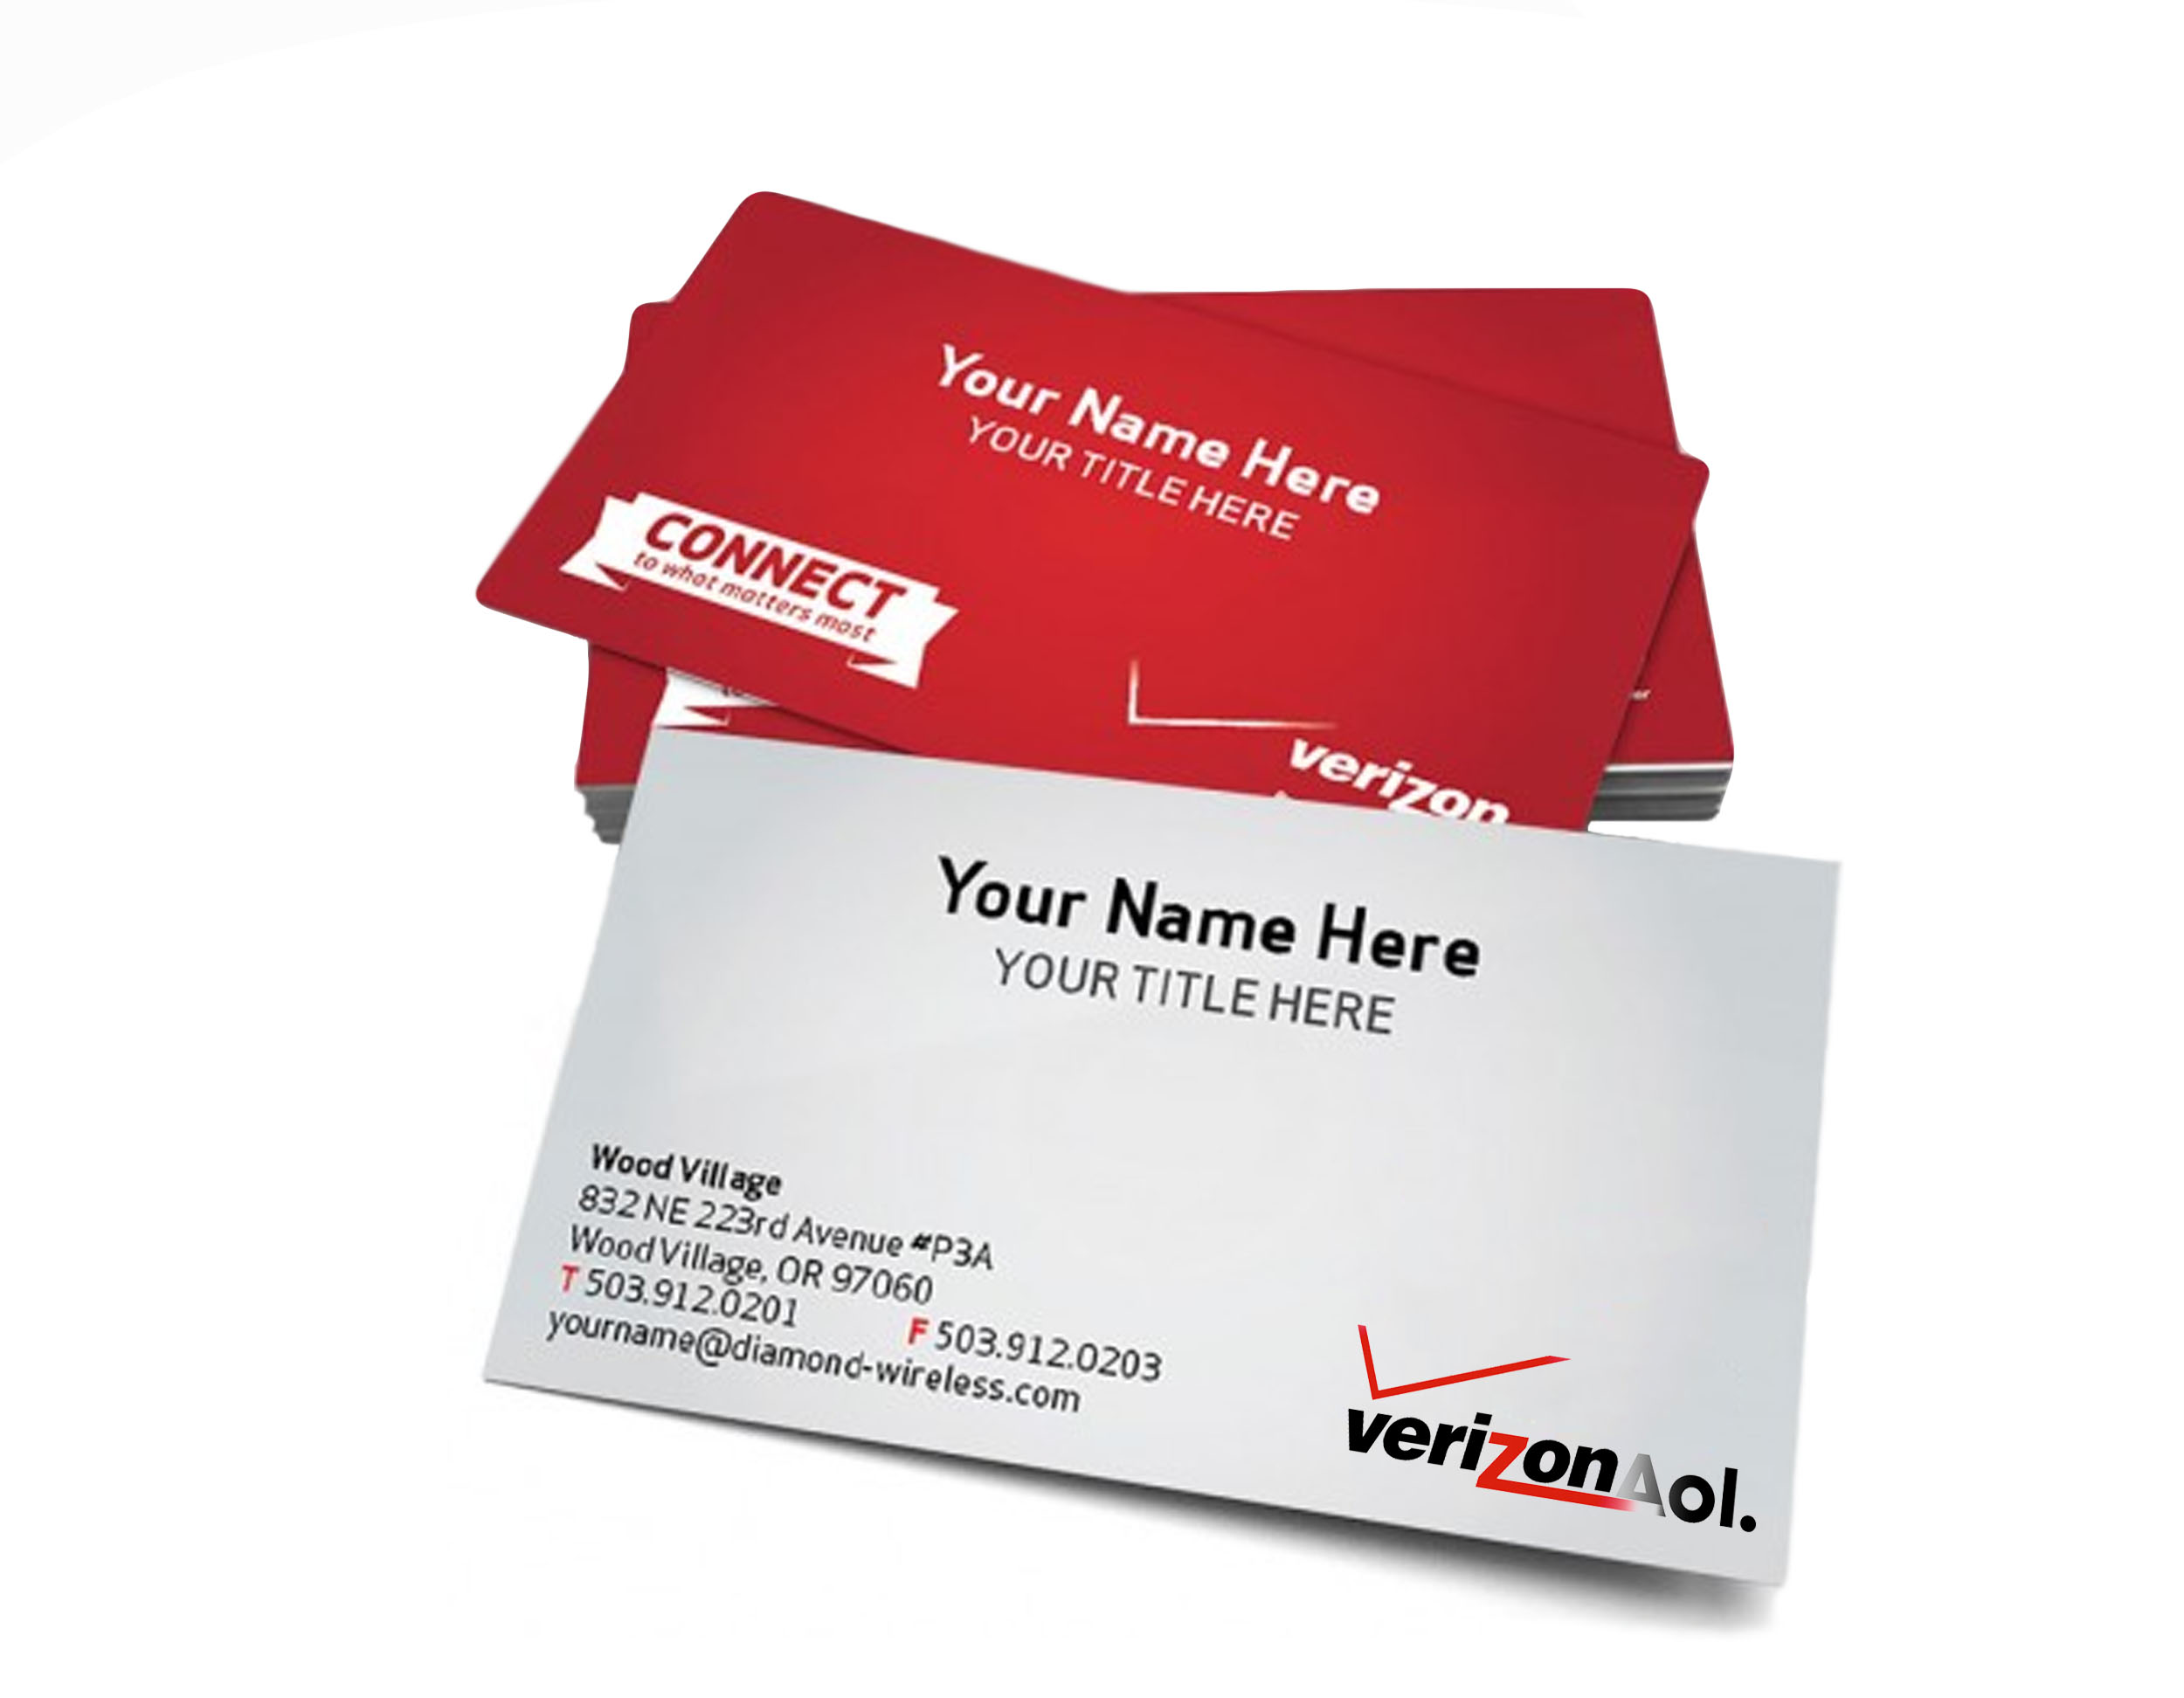 Your Name Here
YOUR TITLE HERE
CONNECT
to what matters most
verizon
Your Name Here
YOUR TITLE HERE
Wood Village
832 NE 223rd Avenue #P3A
Wood Village, OR 97060
T 503.912.0201 F 503.912.0203
yourname@diamond-wireless.com
verizonAol.